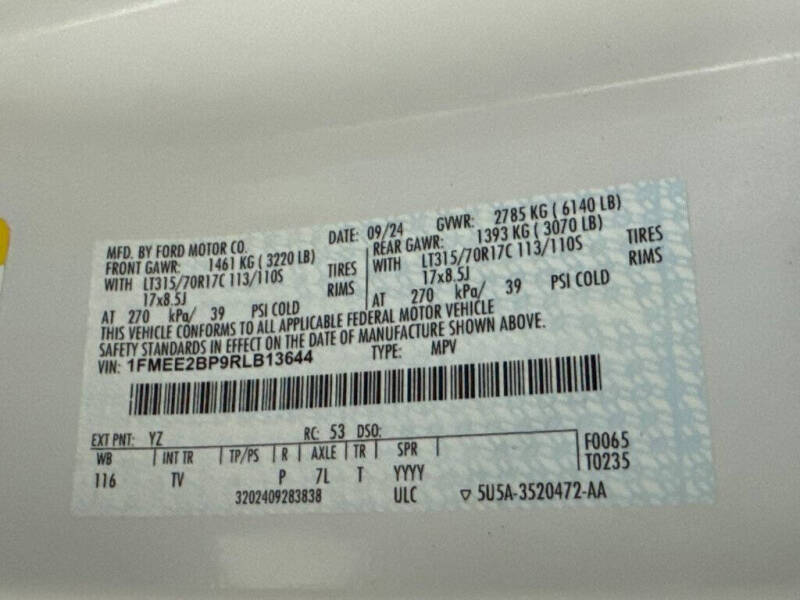 MFD. BY FORD MOTOR CO. DATE: 09/24 GVWR: 2785 KG ( 6140 LB)
FRONT GAWR: 1461 KG ( 3220 LB) REAR GAWR: 1393 KG ( 3070 LB)
WITH LT315/70R17C 113/110S TIRES WITH LT315/70R17C 113/110S TIRES
17x8.5J RIMS 17x8.5J RIMS
AT 270 kPa/ 39 PSI COLD AT 270 kPa/ 39 PSI COLD
THIS VEHICLE CONFORMS TO ALL APPLICABLE FEDERAL MOTOR VEHICLE
SAFETY STANDARDS IN EFFECT ON THE DATE OF MANUFACTURE SHOWN ABOVE.
VIN: 1FMEE2BP9RLB13644 TYPE: MPV
EXT PNT: YZ RC: 53 DSO: F0065
WB INT TR TP/PS R AXLE TR SPR T0235
116 TV P 7L T YYYY
3202409283838 ULC ▽ 5U5A-3520472-AA